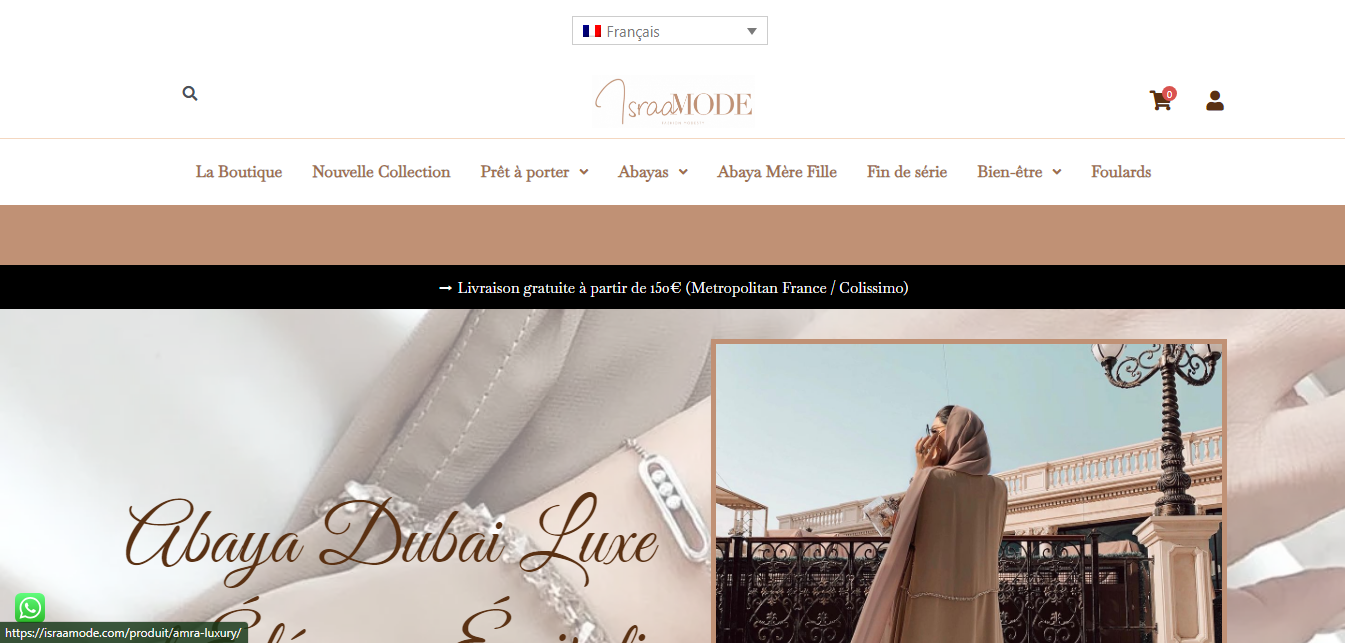 Français
IsraaMODE
0
La Boutique Nouvelle Collection Prêt à porter Abayas Abaya Mère Fille Fin de série Bien-être Foulards
→ Livraison gratuite à partir de 150€ (Metropolitan France / Colissimo)
Abaya Dubai Luxe
https://israamode.com/produit/amra-luxury/